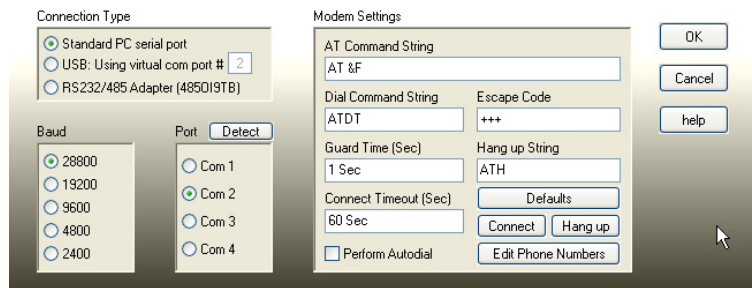 Connection Type
Standard PC serial port
USB: Using virtual com port # 2
RS232/485 Adapter (485OI9TB)
Baud
28800
19200
9600
4800
2400
Port Detect
Com 1
Com 2
Com 3
Com 4
Modem Settings
AT Command String
AT &F
Dial Command String
ATDT
Escape Code
+++
Guard Time (Sec)
1 Sec
Hang up String
ATH
Connect Timeout (Sec)
60 Sec
Defaults
Connect Hang up
Perform Autodial
Edit Phone Numbers
OK
Cancel
help